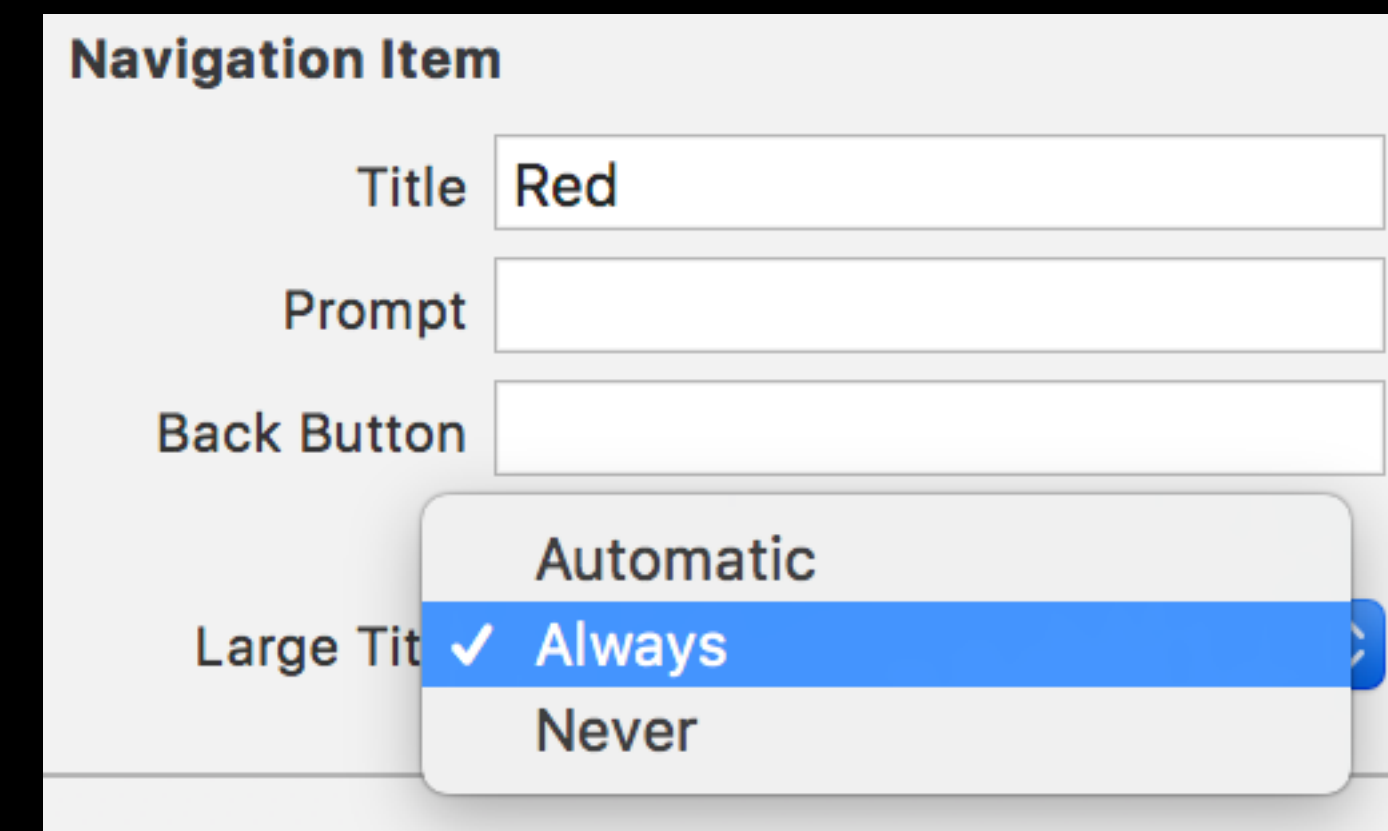 Navigation Item
Title Red
Prompt
Back Button
Automatic
Large Tit ✓ Always
Never